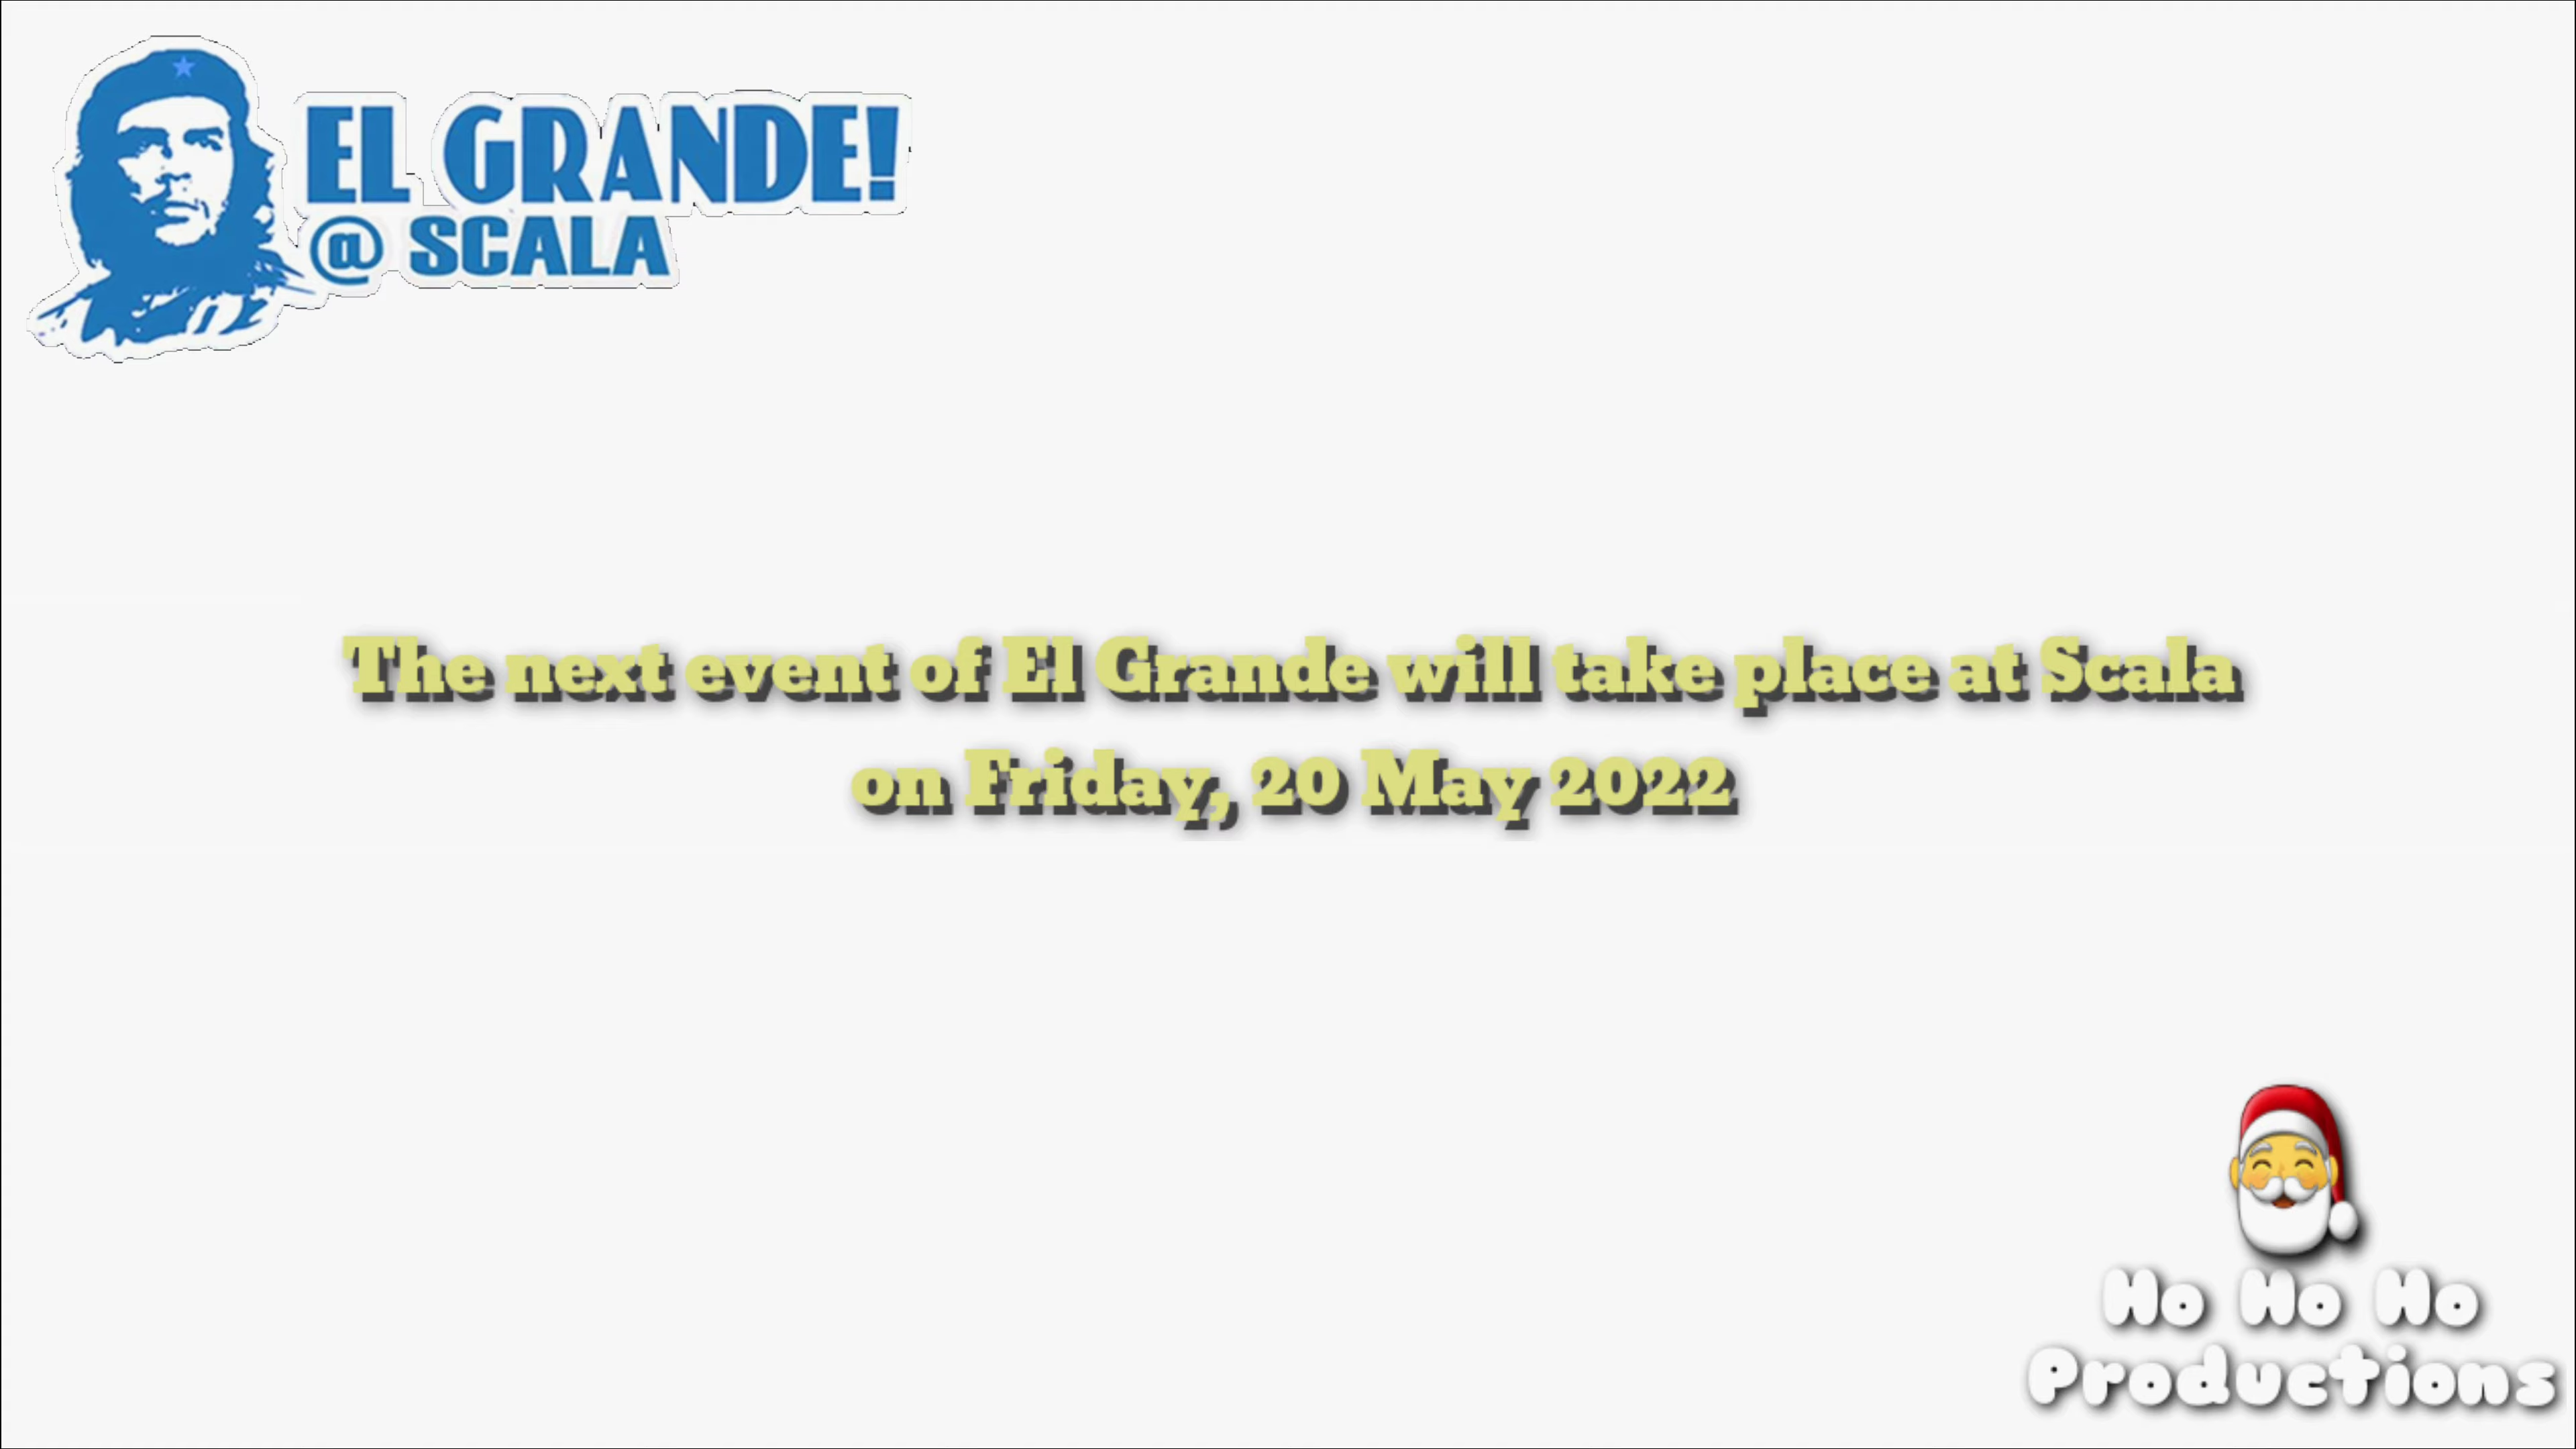 EL GRANDE!
@ SCALA
The next event of El Grande will take place at Scala
on Friday, 20 May 2022
Ho Ho Ho
Productions